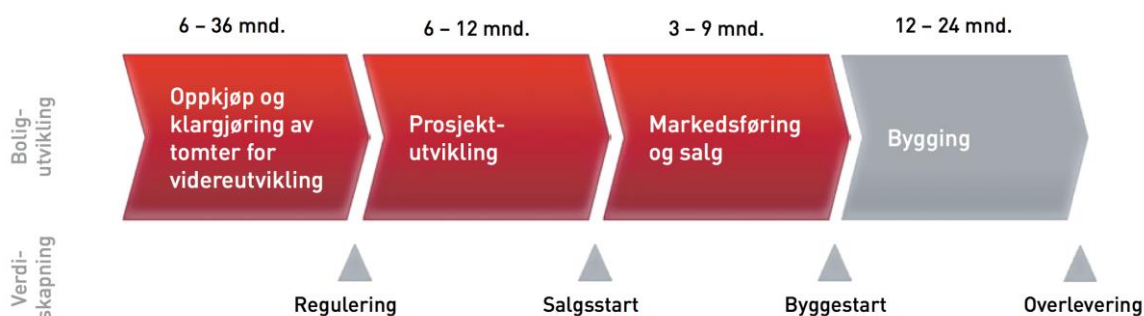 6 – 36 mnd.
6 – 12 mnd.
3 – 9 mnd.
12 – 24 mnd.
Bolig-
utvikling
Oppkjøp og
klargjøring av
tomter for
videreutvikling
Prosjekt-
utvikling
Markedsføring
og salg
Bygging
Verdi-
skapning
Regulering
Salgsstart
Byggestart
Overlevering